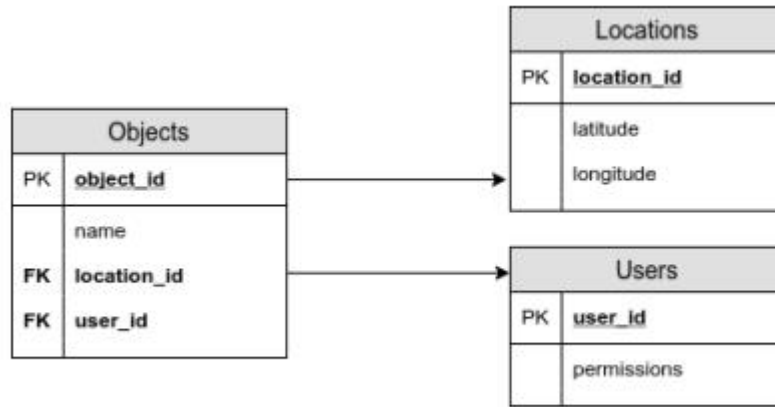 Objects
PK object_id
name
FK location_id
FK user_id
Locations
PK location_id
latitude
longitude
Users
PK user_id
permissions